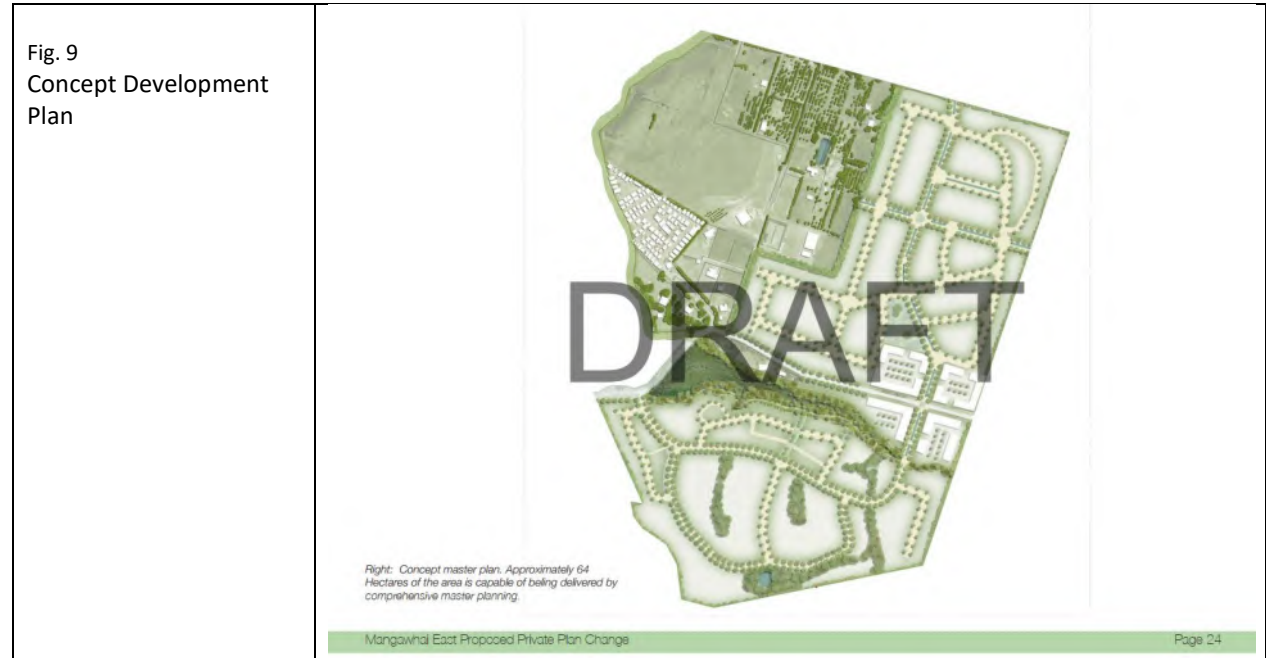 Fig. 9
Concept Development
Plan
DRAFT
Right: Concept master plan. Approximately 64
Hectares of the area is capable of being delivered by
comprehensive master planning.
Mangawhai East Proposed Private Plan Change
Page 24